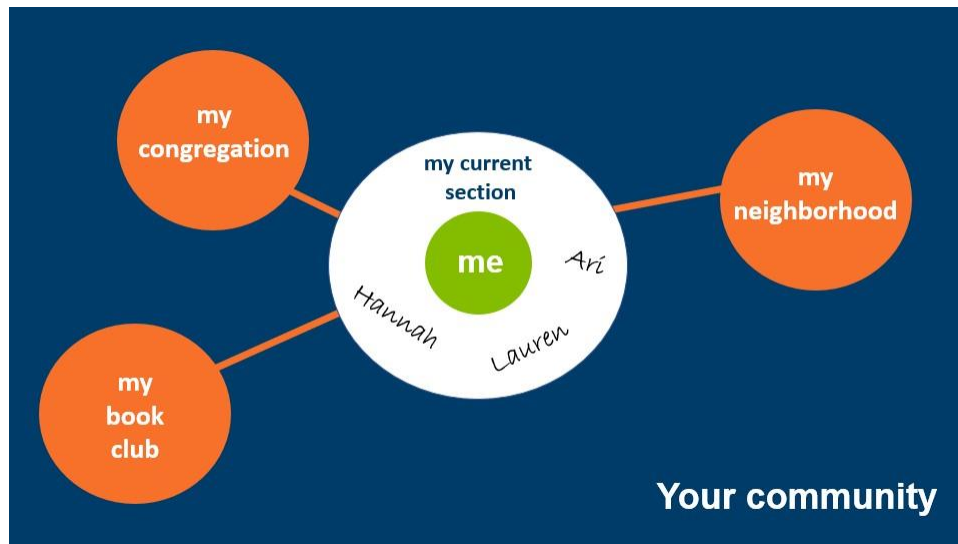 my
congregation
my current
section
my
neighborhood
me
Ari
Hannah
Lauren
my
book
club
Your community